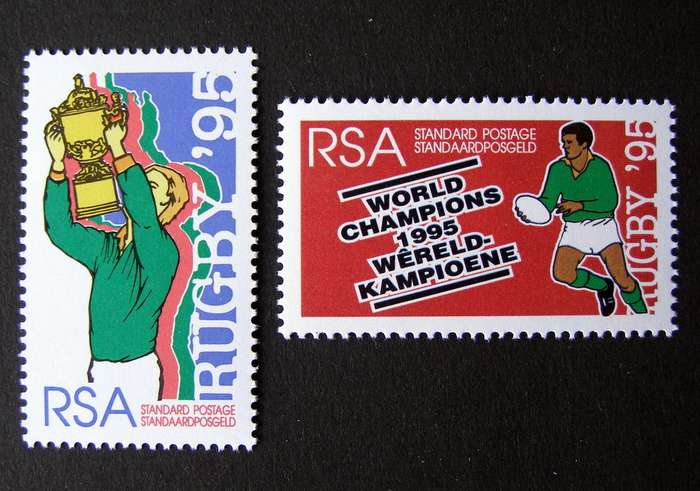 RUGBY '95
RSA
STANDARD POSTAGE
STANDAARDPOSGELD
RSA
STANDARD POSTAGE
STANDAARDPOSGELD
WORLD
CHAMPIONS
1995
WÊRELD-
KAMPIOENE
RUGBY '95